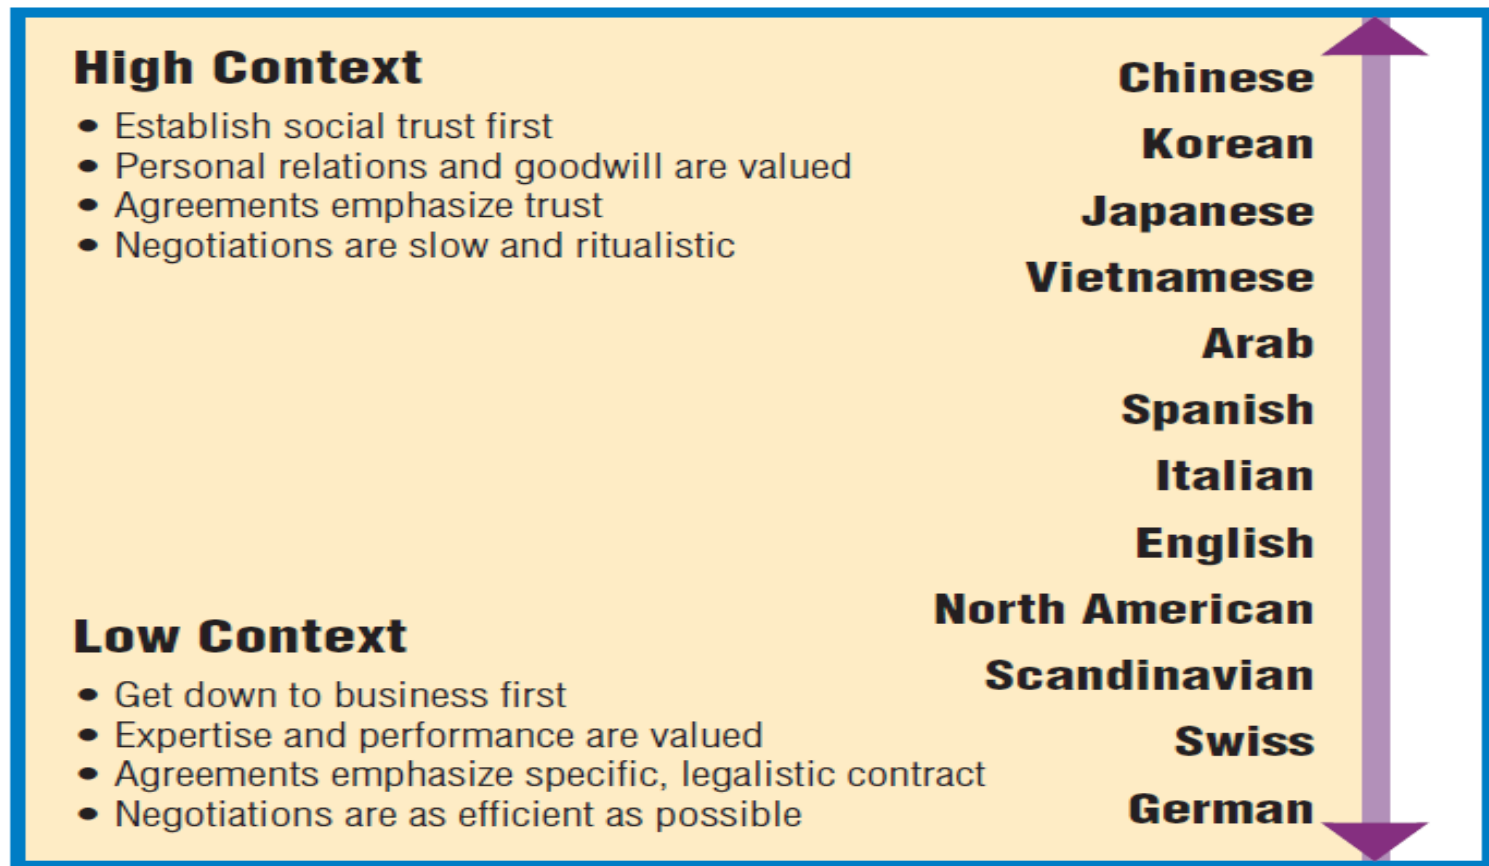 High Context
• Establish social trust first
• Personal relations and goodwill are valued
• Agreements emphasize trust
• Negotiations are slow and ritualistic
Low Context
• Get down to business first
• Expertise and performance are valued
• Agreements emphasize specific, legalistic contract
• Negotiations are as efficient as possible
Chinese
Korean
Japanese
Vietnamese
Arab
Spanish
Italian
English
North American
Scandinavian
Swiss
German